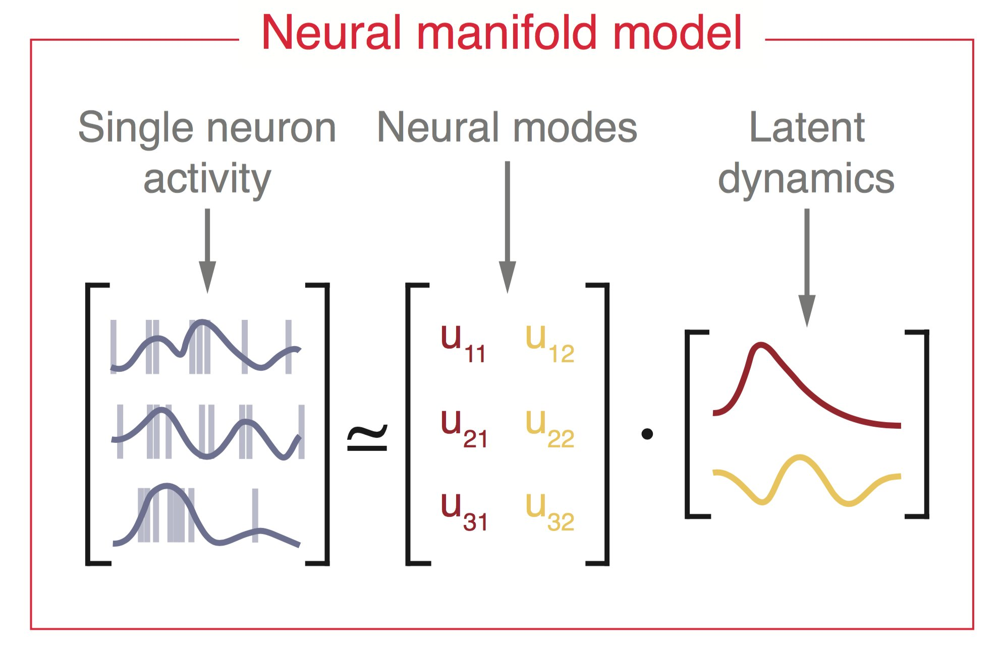 Neural manifold model
Single neuron
activity
Neural modes
Latent
dynamics
u11 u12
≅
u21 u22
·
u31 u32